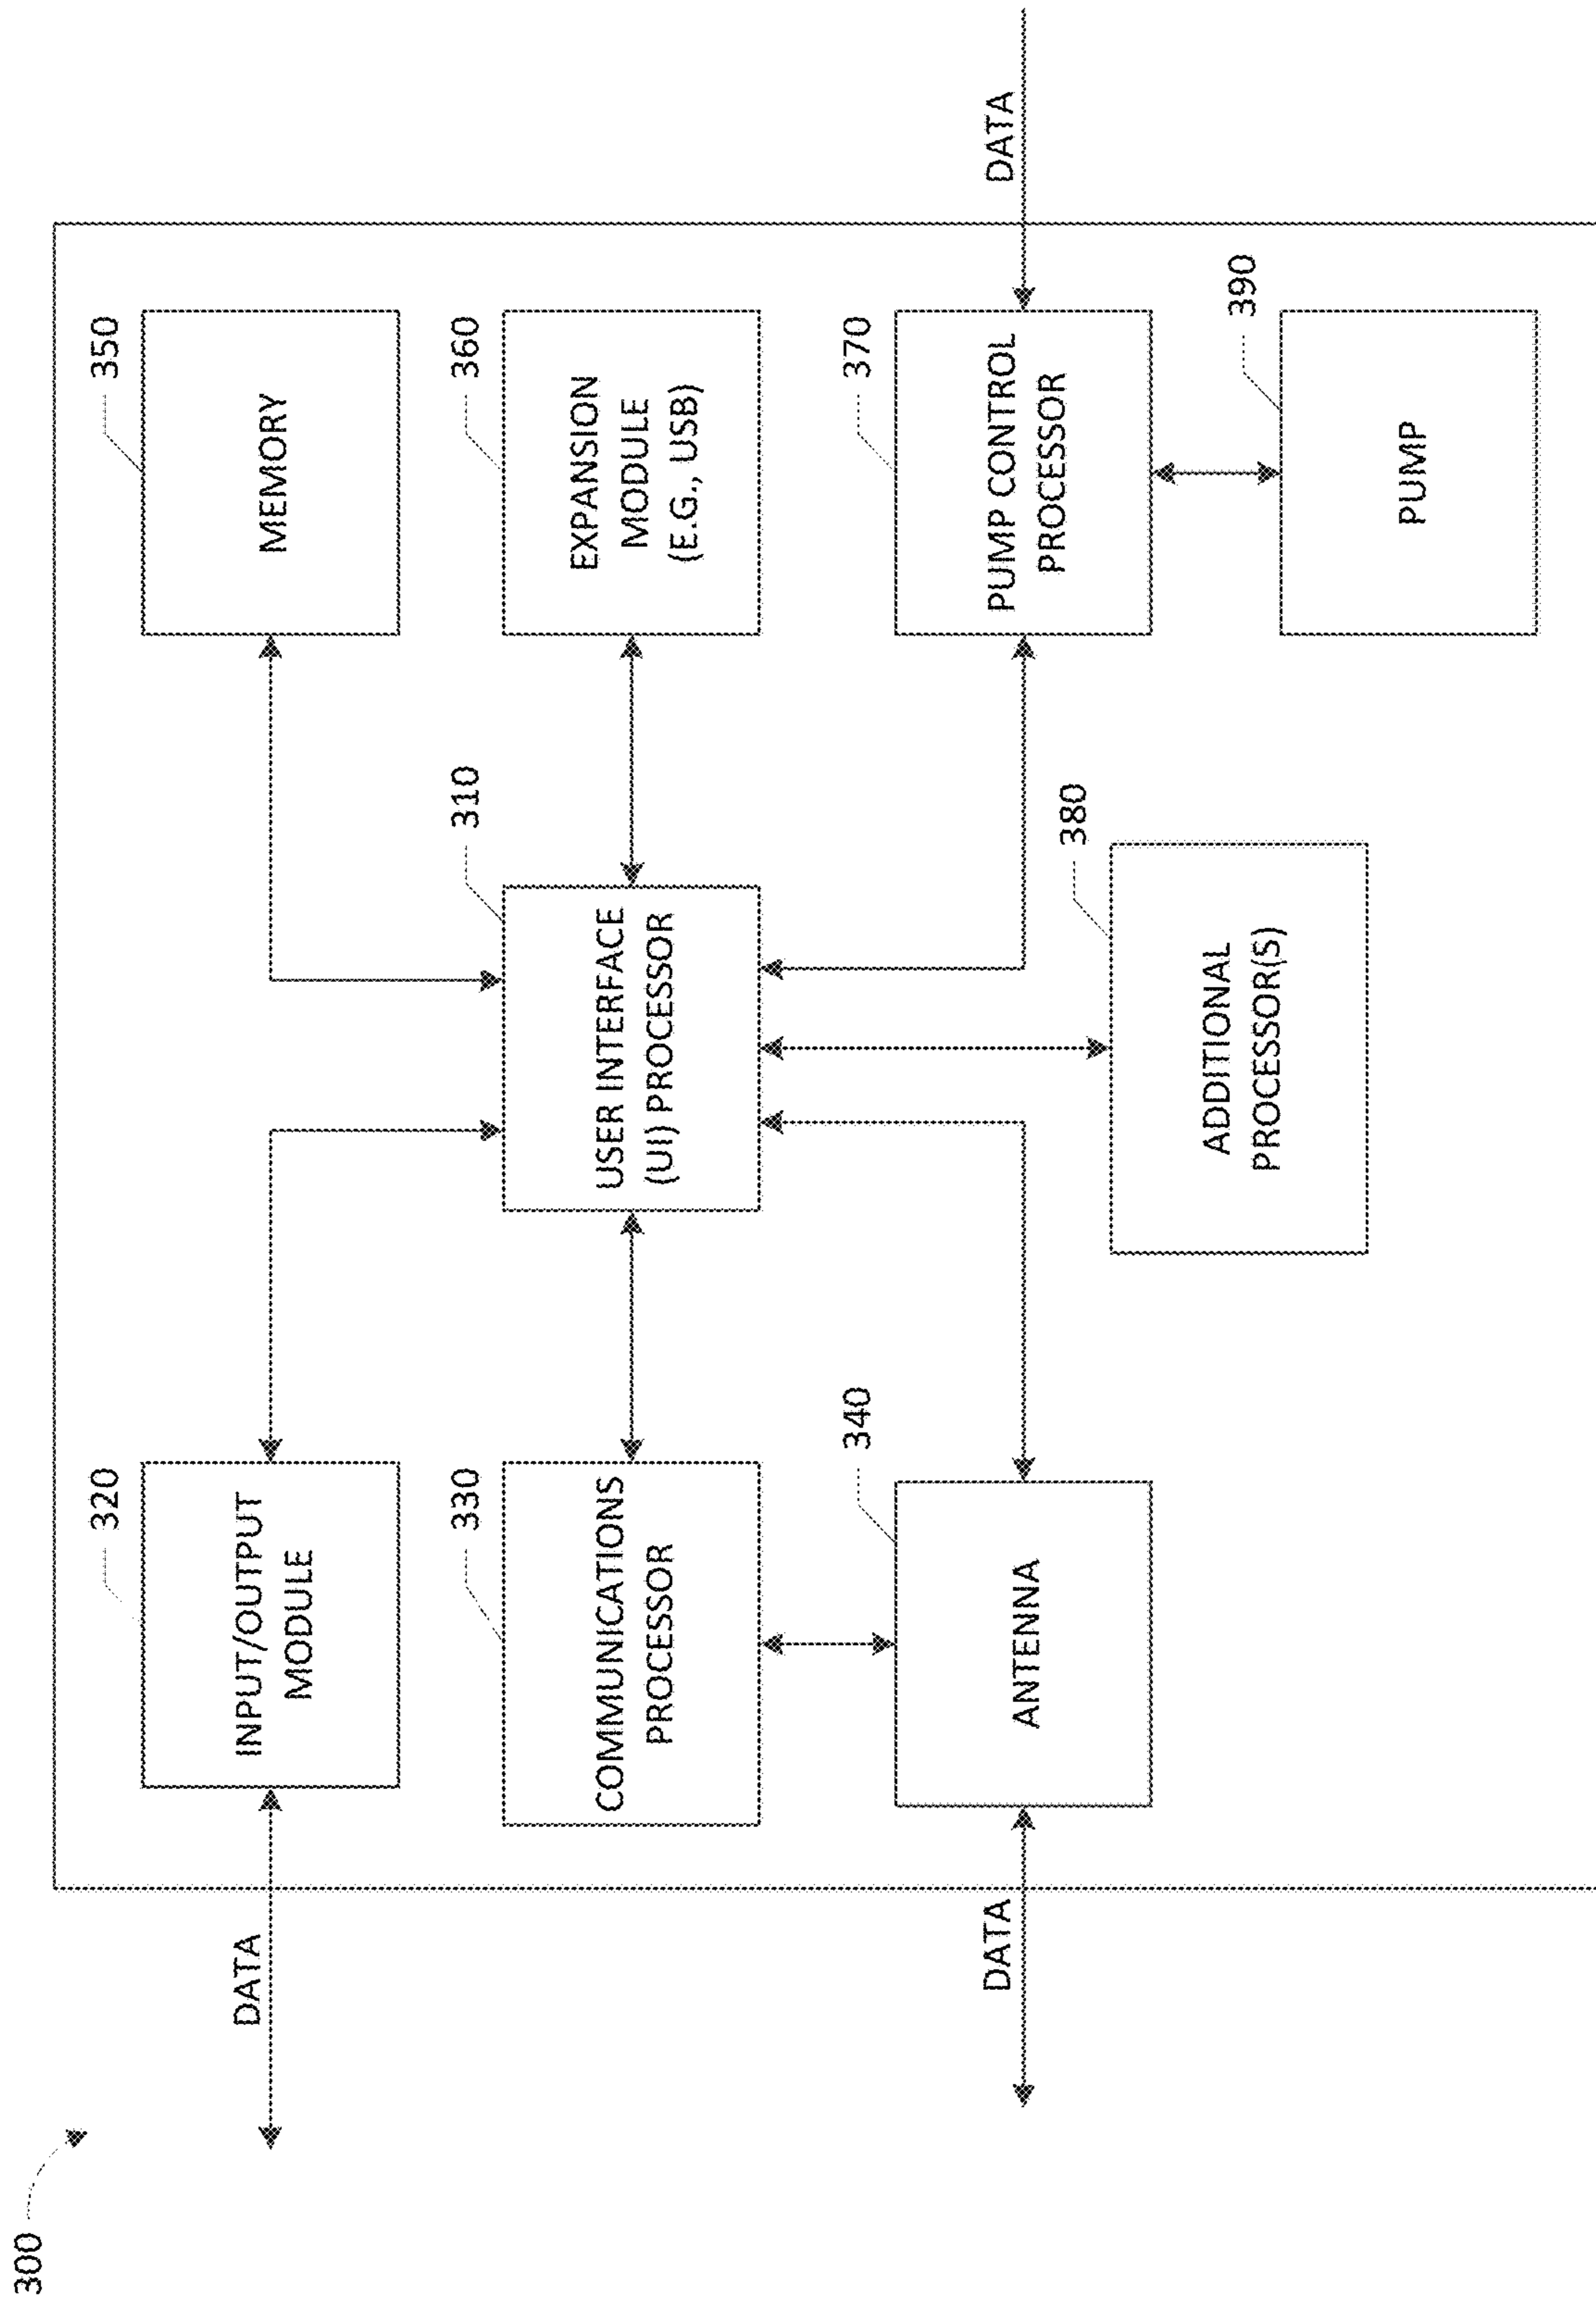 300
320
INPUT/OUTPUT
MODULE
DATA
350
MEMORY
330
COMMUNICATIONS
PROCESSOR
310
USER INTERFACE
(UI) PROCESSOR
360
EXPANSION
MODULE
(E.G., USB)
340
ANTENNA
DATA
380
ADDITIONAL
PROCESSOR(S)
370
PUMP CONTROL
PROCESSOR
DATA
390
PUMP